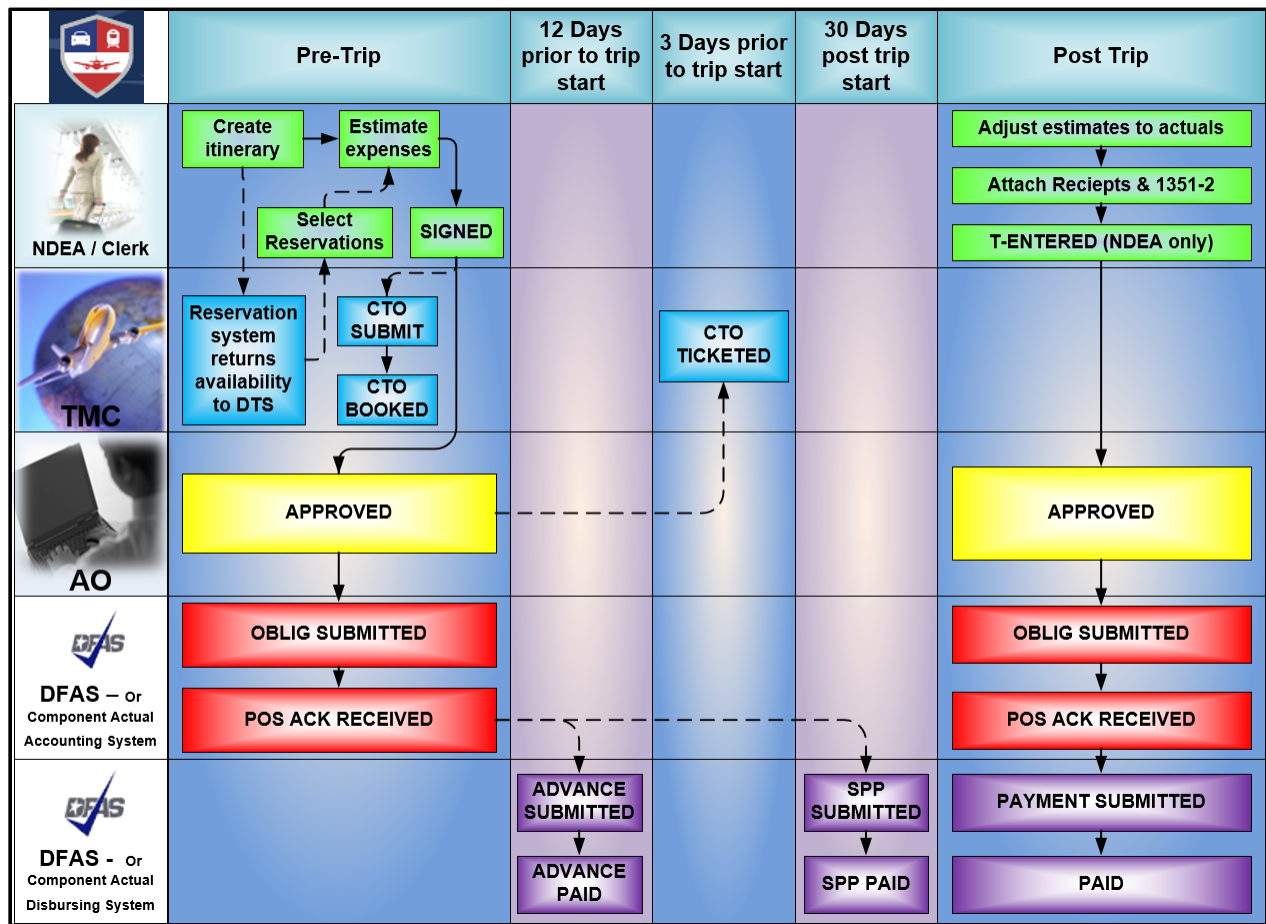 Pre-Trip
12 Days
prior to trip
start
3 Days prior
to trip start
30 Days
post trip
start
Post Trip
NDEA / Clerk
Create
itinerary
Estimate
expenses
Select
Reservations
SIGNED
Adjust estimates to actuals
Attach Reciepts & 1351-2
T-ENTERED (NDEA only)
TMC
Reservation
system
returns
availability
to DTS
CTO
SUBMIT
CTO
BOOKED
CTO
TICKETED
AO
APPROVED
APPROVED
DFAS
DFAS – Or
Component Actual
Accounting System
OBLIG SUBMITTED
POS ACK RECEIVED
OBLIG SUBMITTED
POS ACK RECEIVED
DFAS
DFAS - Or
Component Actual
Disbursing System
ADVANCE
SUBMITTED
ADVANCE
PAID
SPP
SUBMITTED
SPP PAID
PAYMENT SUBMITTED
PAID